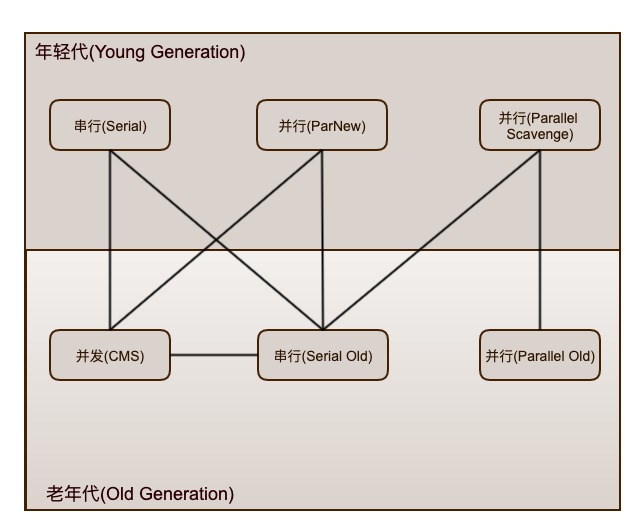 年轻代(Young Generation)
串行(Serial)
并行(ParNew)
并行(Parallel
Scavenge)
并发(CMS)
串行(Serial Old)
并行(Parallel Old)
老年代(Old Generation)